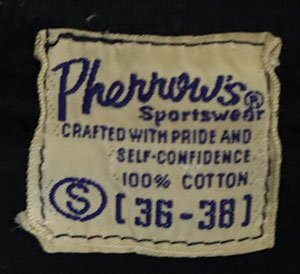 Pherrow's®
Sportswear
CRAFTED WITH PRIDE AND
SELF-CONFIDENCE
100% COTTON
S [36-38]